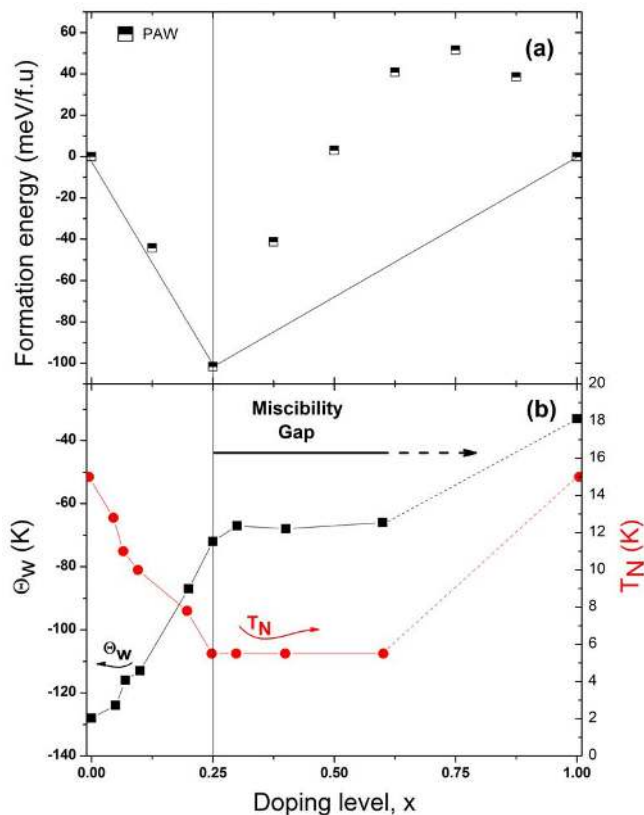 60
40
20
0
-20
-40
-60
-80
-100
Formation energy (meV/f.u)
PAW
(a)
-40
-60
-80
-100
-120
-140
Θw (K)
Miscibility
Gap
(b)
TN
Θw
20
18
16
14
12
10
8
6
4
2
0
TN (K)
0.00 0.25 0.50 0.75 1.00
Doping level, x